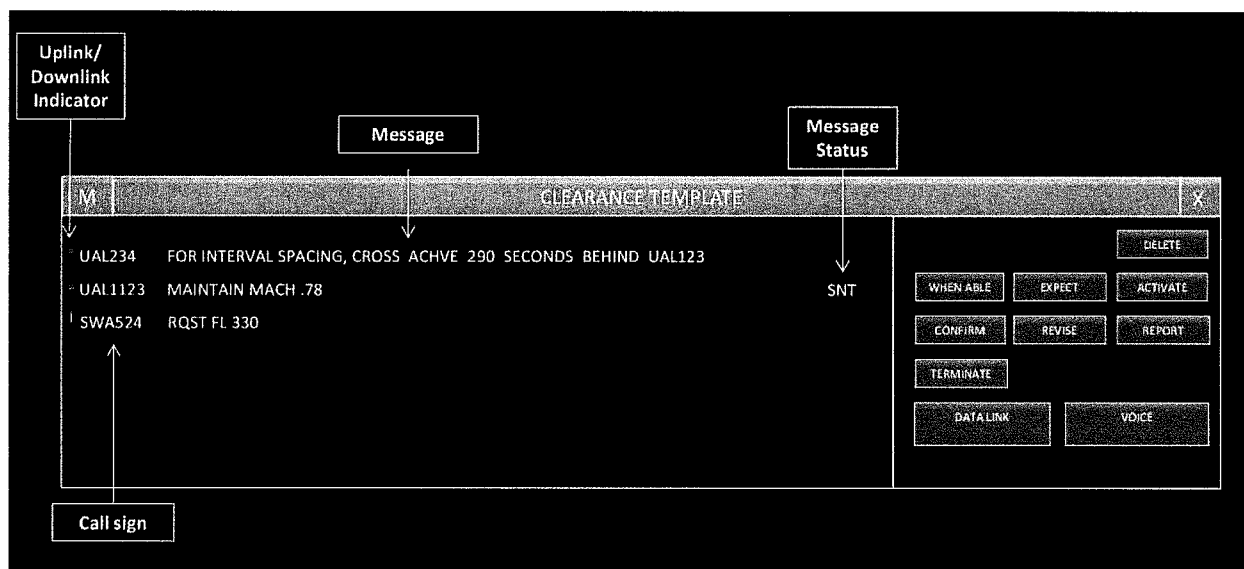 Uplink/
Downlink
Indicator
Message
Message
Status
M CLEARANCE TEMPLATE X
UAL234 FOR INTERVAL SPACING, CROSS ACHVE 290 SECONDS BEHIND UAL123
UAL1123 MAINTAIN MACH .78 SNT
SWA524 RQST FL 330
DELETE
WHEN ABLE EXPECT ACTIVATE
CONFIRM REVISE REPORT
TERMINATE
DATA LINK VOICE
Call sign